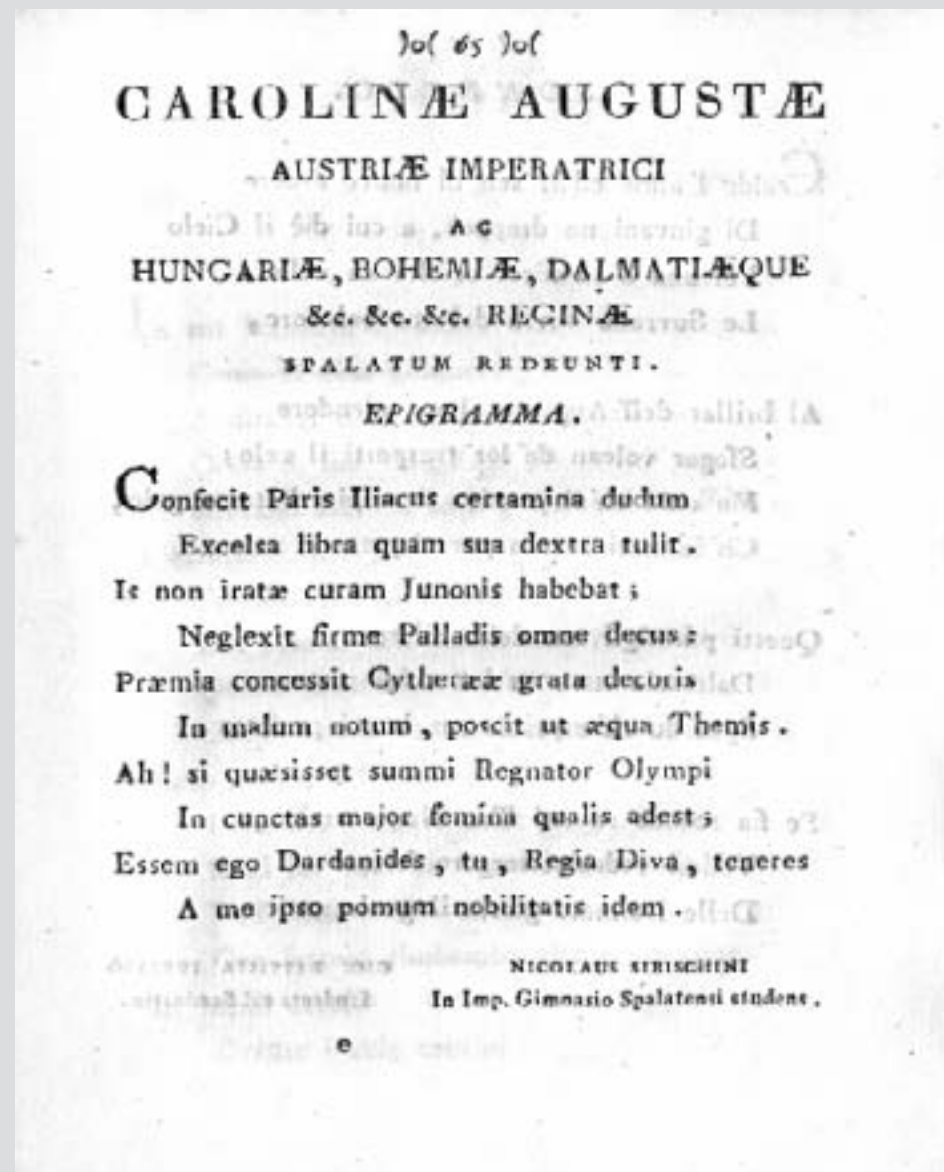 )o( 65 )o(
CAROLINÆ AUGUSTÆ
AUSTRIÆ IMPERATRICI
AC
HUNGARIÆ, BOHEMIÆ, DALMATIÆQUE
&c. &c. &c. REGINÆ.
SPALATUM REDEUNTI.
EPIGRAMMA.
Confecit Paris Iliacus certamina dudum
Excelsa libra quam sua dextra tulit.
Is non iratæ curam Junonis habebat;
Neglexit firme Palladis omne decus:
Præmia concessit Cythereæ grata decoris
In malum notum, poscit ut æqua Themis.
Ah! si quæsisset summi Regnator Olympi
In cunctas major femina qualis adest;
Essem ego Dardanides, tu, Regia Diva, teneres
A me ipso pomum nobilitatis idem.
NICOLAUS
In Imp. Gimnasio Spalatensi studens.
e